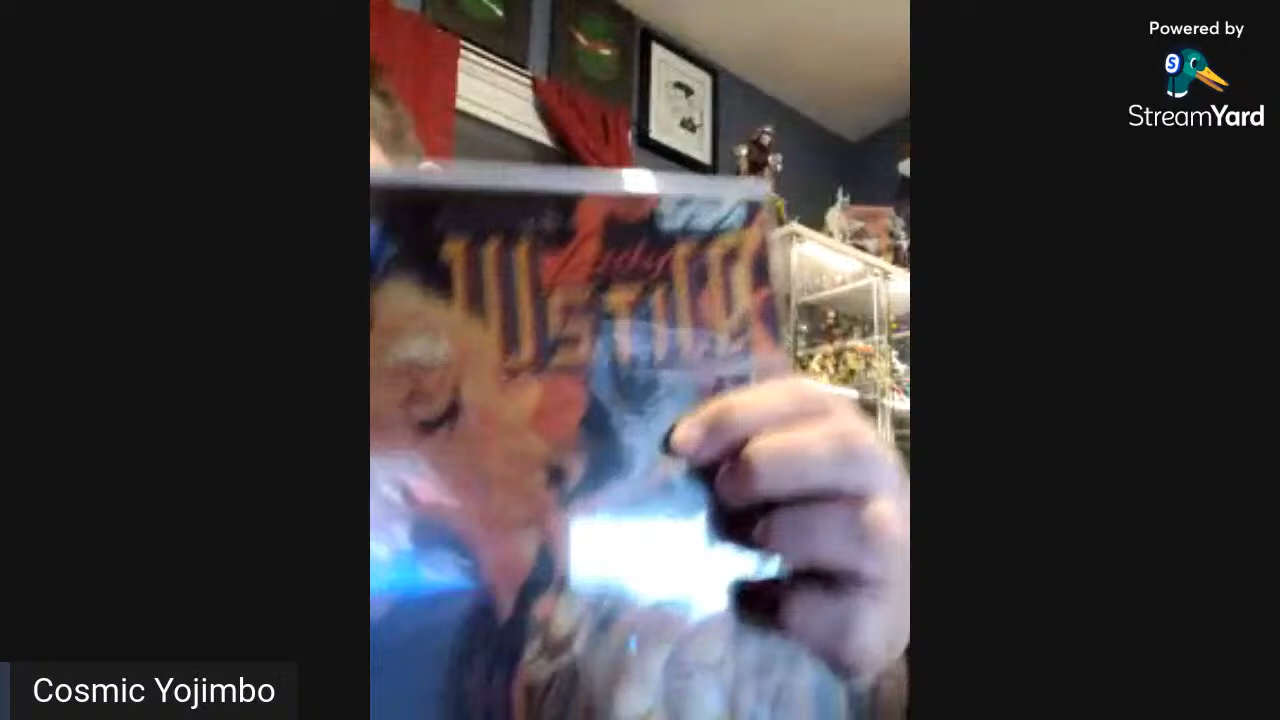 Powered by
S
StreamYard
Lady
JUSTICE
Cosmic Yojimbo